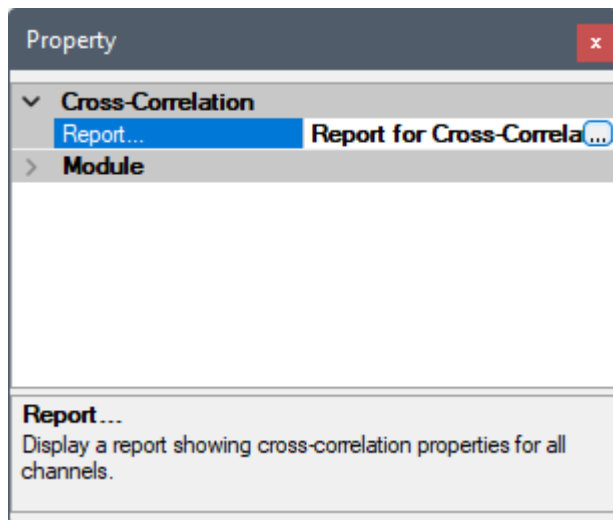 Property
x
Cross-Correlation
Report... Report for Cross-Correla ...
Module
Report...
Display a report showing cross-correlation properties for all
channels.